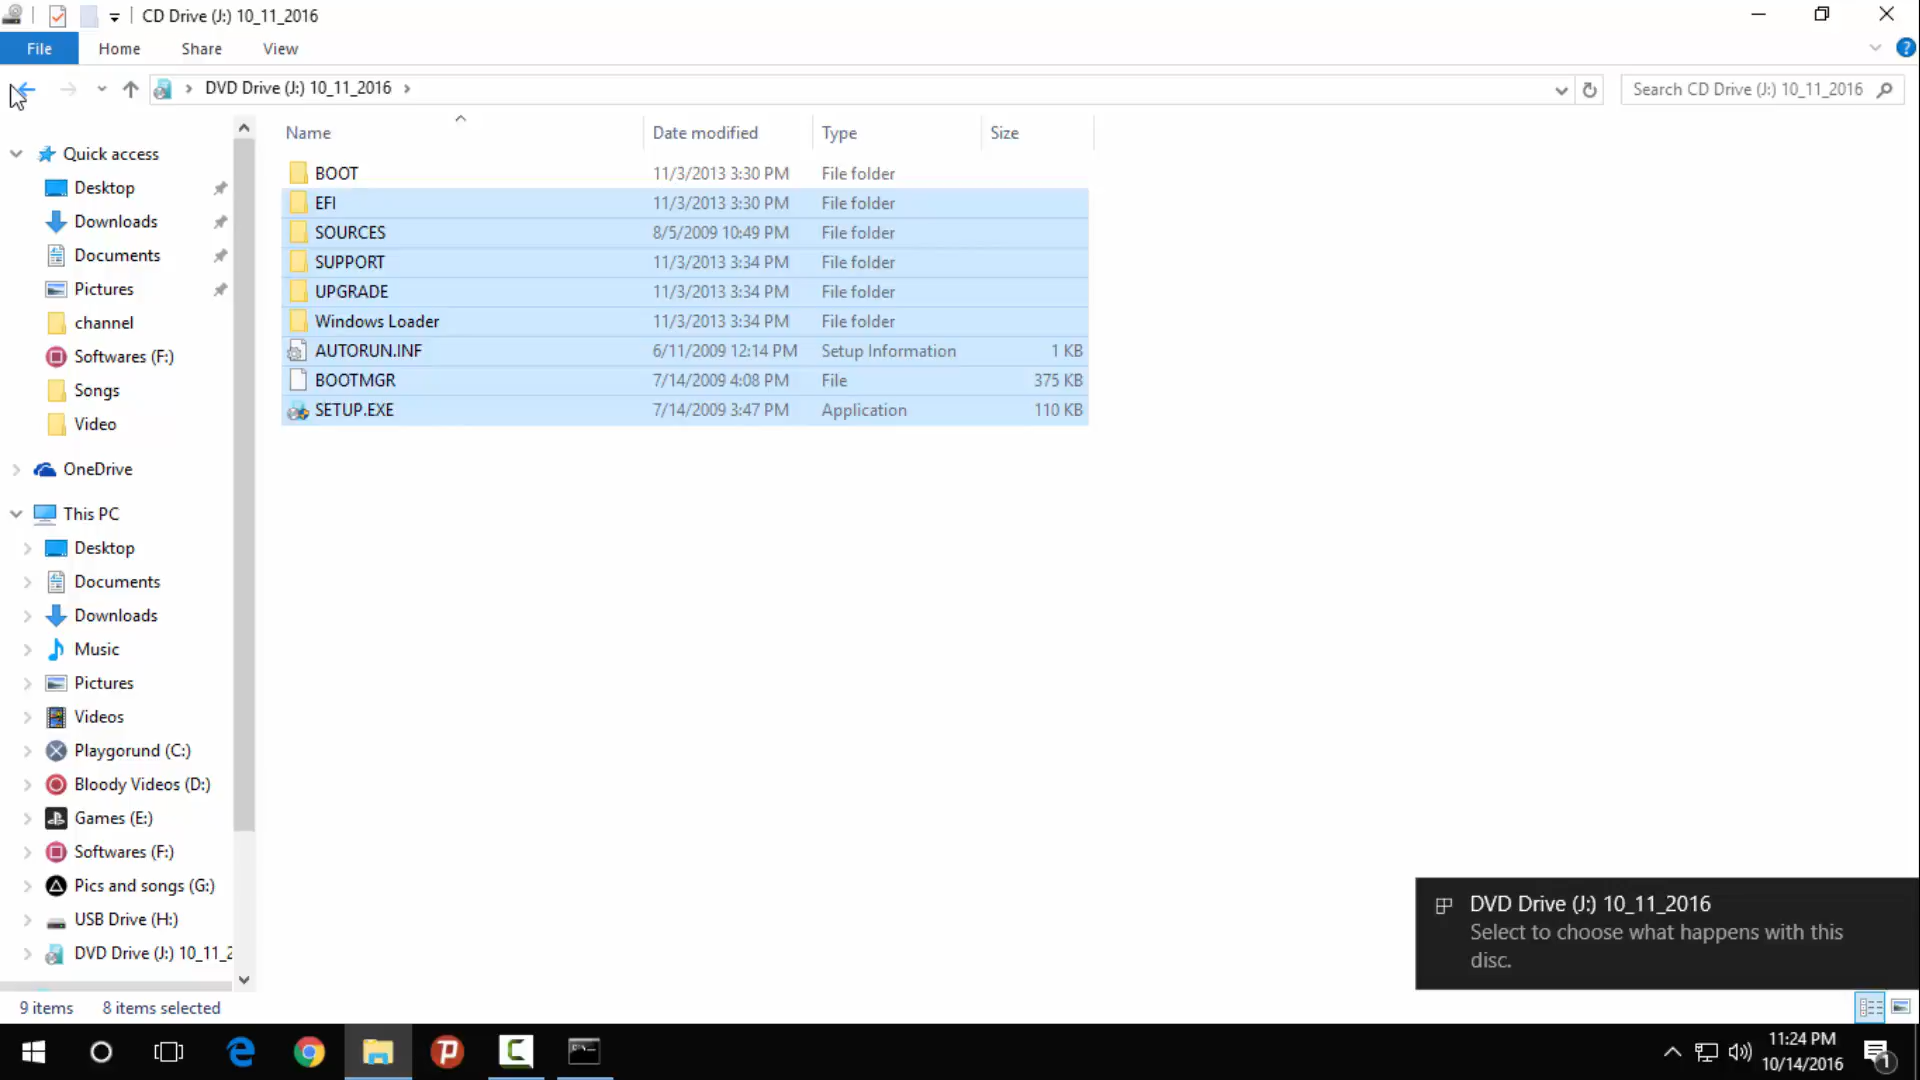 CD Drive (J:) 10_11_2016
File Home Share View
DVD Drive (J:) 10_11_2016
Search CD Drive (J:) 10_11_2016
Name Date modified Type Size
BOOT 11/3/2013 3:30 PM File folder
EFI 11/3/2013 3:30 PM File folder
SOURCES 8/5/2009 10:49 PM File folder
SUPPORT 11/3/2013 3:34 PM File folder
UPGRADE 11/3/2013 3:34 PM File folder
Windows Loader 11/3/2013 3:34 PM File folder
AUTORUN.INF 6/11/2009 12:14 PM Setup Information 1 KB
BOOTMGR 7/14/2009 4:08 PM File 375 KB
SETUP.EXE 7/14/2009 3:47 PM Application 110 KB
Quick access
Desktop
Downloads
Documents
Pictures
channel
Softwares (F:)
Songs
Video
OneDrive
This PC
Desktop
Documents
Downloads
Music
Pictures
Videos
Playgorund (C:)
Bloody Videos (D:)
Games (E:)
Softwares (F:)
Pics and songs (G:)
USB Drive (H:)
DVD Drive (J:) 10_11_2
DVD Drive (J:) 10_11_2016
Select to choose what happens with this
disc.
9 items 8 items selected
11:24 PM
10/14/2016
1